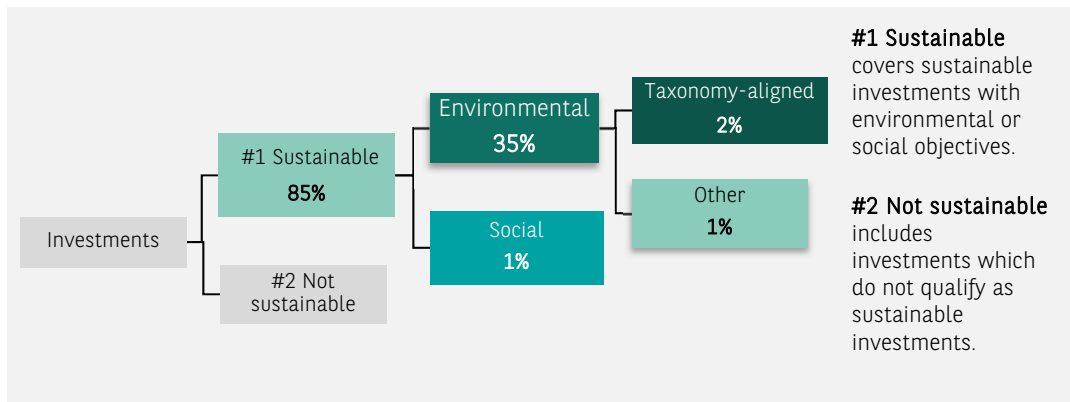 Investments
#1 Sustainable
85%
#2 Not
sustainable
Environmental
35%
Social
1%
Taxonomy-aligned
2%
Other
1%
#1 Sustainable
covers sustainable
investments with
environmental or
social objectives.
#2 Not sustainable
includes
investments which
do not qualify as
sustainable
investments.